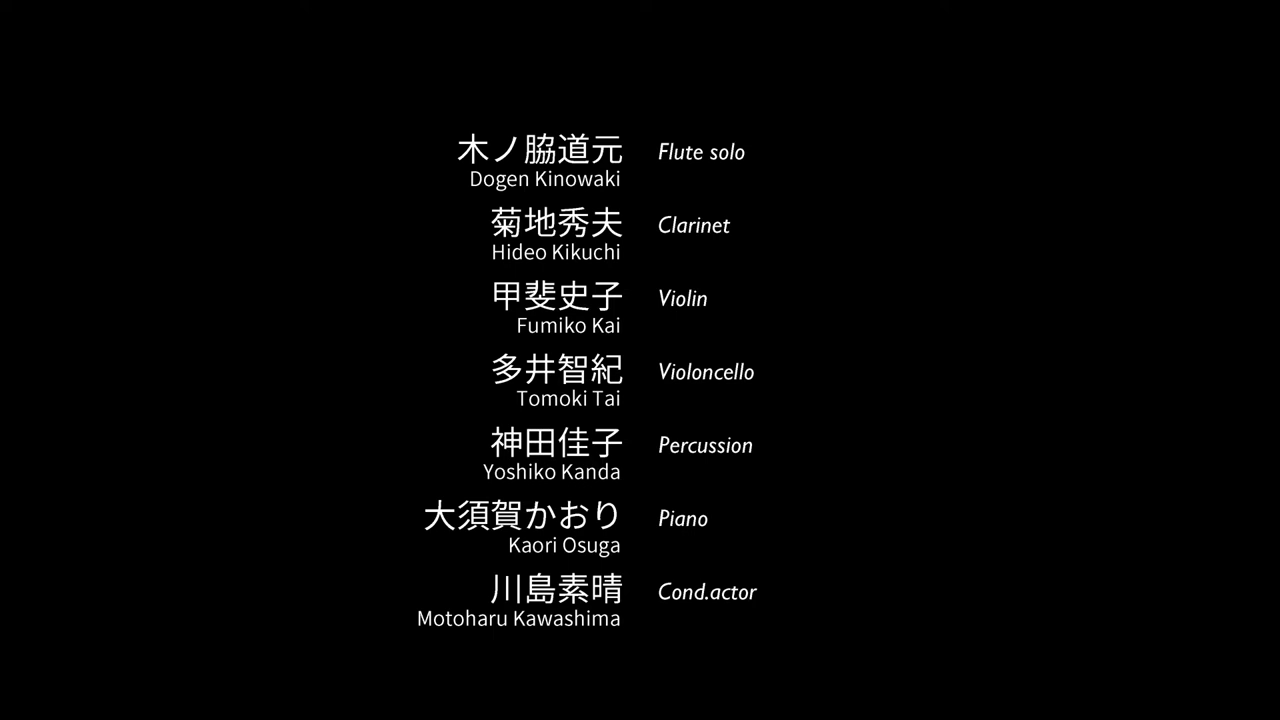 木ノ脇道元 Flute solo
Dogen Kinowaki
菊地秀夫 Clarinet
Hideo Kikuchi
甲斐史子 Violin
Fumiko Kai
多井智紀 Violoncello
Tomoki Tai
神田佳子 Percussion
Yoshiko Kanda
大須賀かおり Piano
Kaori Osuga
川島素晴 Cond.actor
Motoharu Kawashima